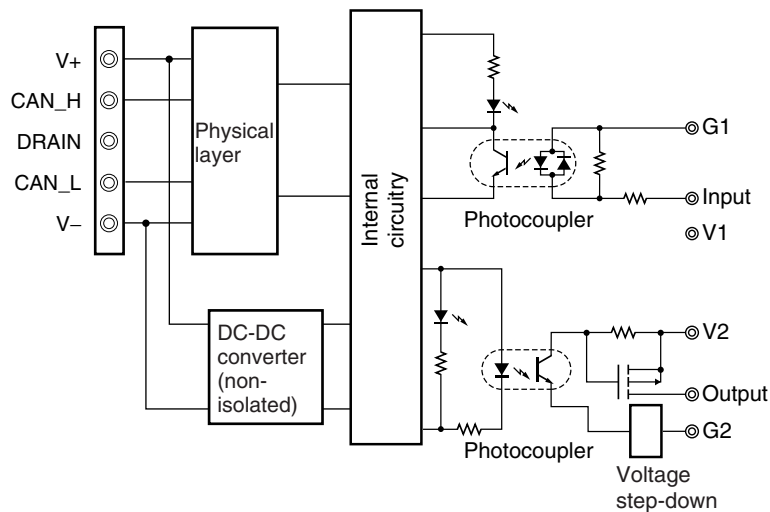 V+
CAN_H
DRAIN
CAN_L
V–
Physical
layer
DC-DC
converter
(non-
isolated)
Internal
circuitry
G1
Input
V1
Photocoupler
V2
Output
G2
Photocoupler
Voltage
step-down